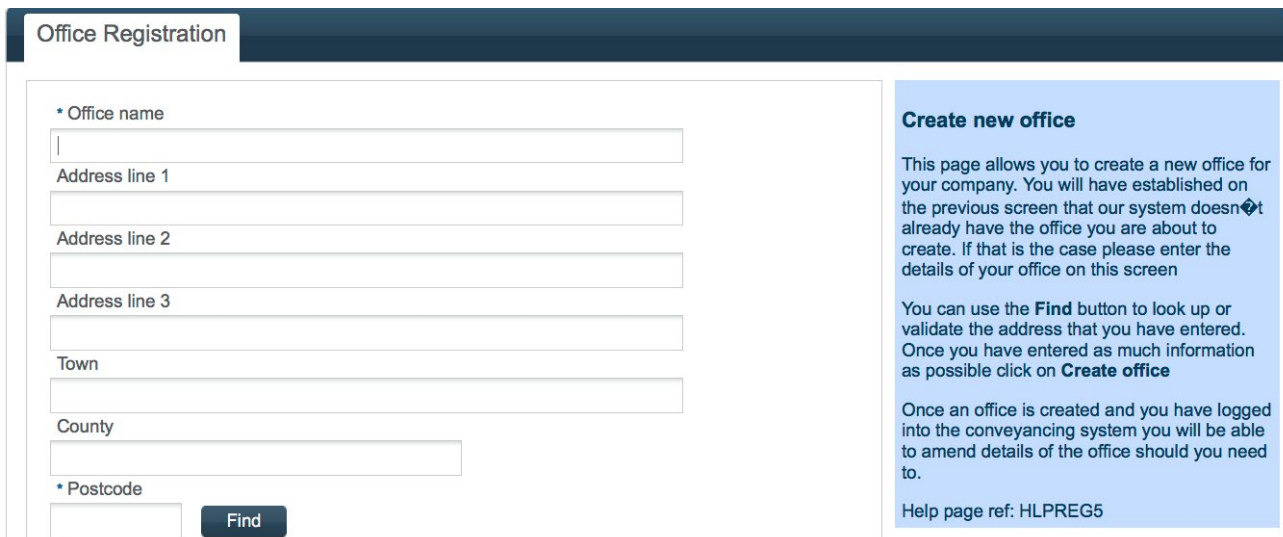 Office Registration
* Office name
Address line 1
Address line 2
Address line 3
Town
County
* Postcode
Find
Create new office
This page allows you to create a new office for
your company. You will have established on
the previous screen that our system doesn�t
already have the office you are about to
create. If that is the case please enter the
details of your office on this screen
You can use the Find button to look up or
validate the address that you have entered.
Once you have entered as much information
as possible click on Create office
Once an office is created and you have logged
into the conveyancing system you will be able
to amend details of the office should you need
to.
Help page ref: HLPREG5